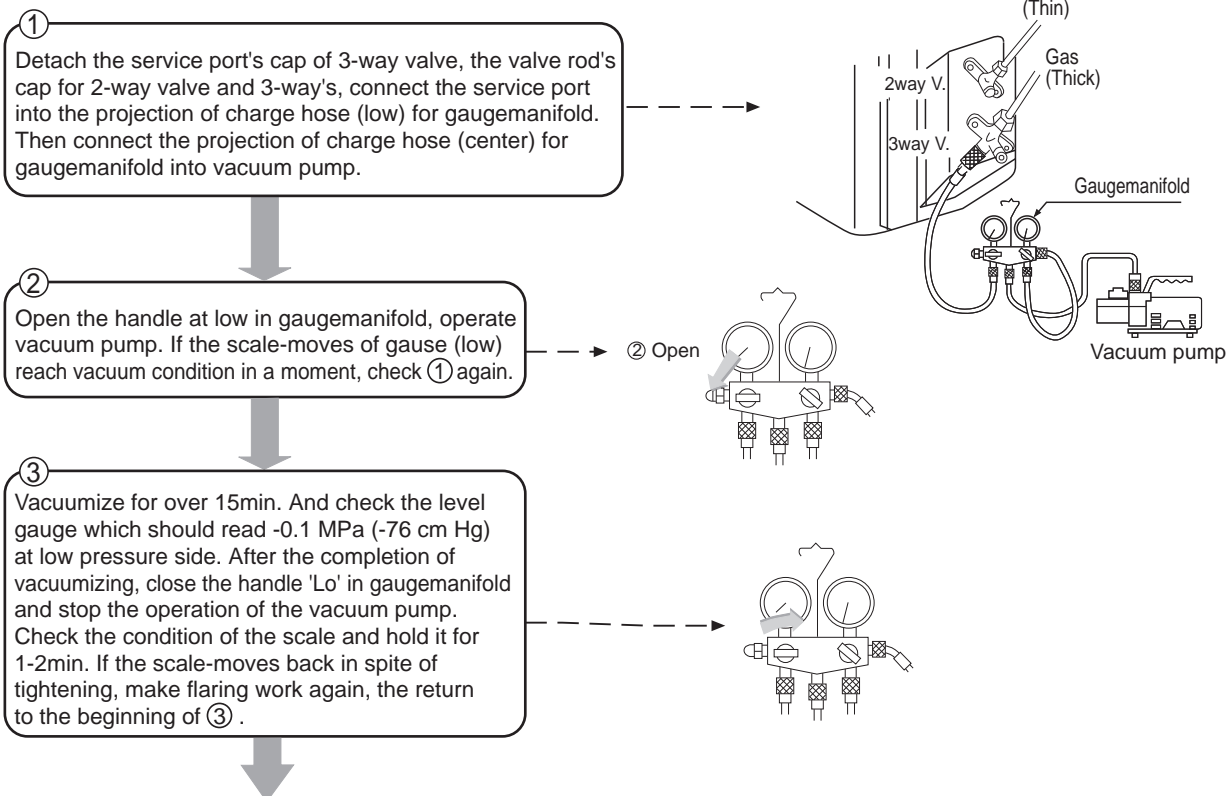 ①
Detach the service port's cap of 3-way valve, the valve rod's
cap for 2-way valve and 3-way's, connect the service port
into the projection of charge hose (low) for gaugemanifold.
Then connect the projection of charge hose (center) for
gaugemanifold into vacuum pump.
(Thin)
Gas
(Thick)
2way V.
3way V.
Gaugemanifold
Vacuum pump
②
Open the handle at low in gaugemanifold, operate
vacuum pump. If the scale-moves of gause (low)
reach vacuum condition in a moment, check ① again.
② Open
③
Vacuumize for over 15min. And check the level
gauge which should read -0.1 MPa (-76 cm Hg)
at low pressure side. After the completion of
vacuumizing, close the handle 'Lo' in gaugemanifold
and stop the operation of the vacuum pump.
Check the condition of the scale and hold it for
1-2min. If the scale-moves back in spite of
tightening, make flaring work again, the return
to the beginning of ③ .